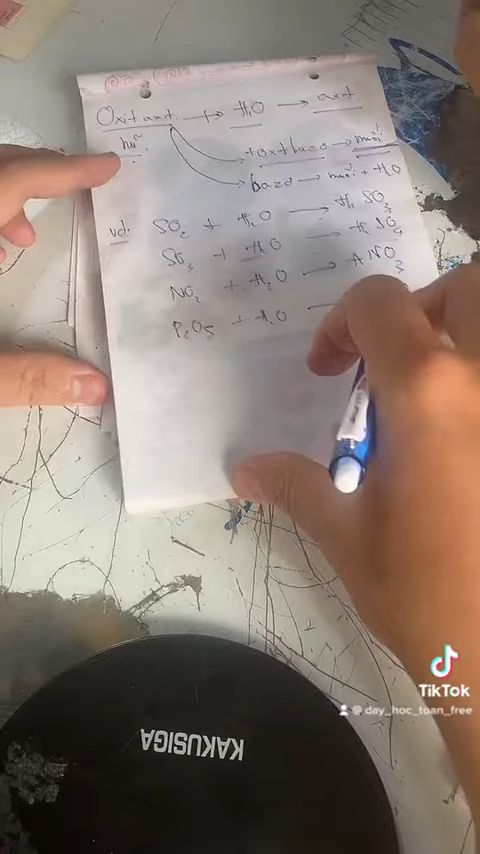 Oxit axit + H₂O → axit
+ oxit bazơ → muối
bazơ → muối + H₂O
vd: SO₂ + H₂O → H₂SO₃
SO₃ + H₂O → H₂SO₄
NO₂ + H₂O → HNO₃
P₂O₅ + H₂O →
KAKUSIGA
TikTok
@day_hoc_toan_free